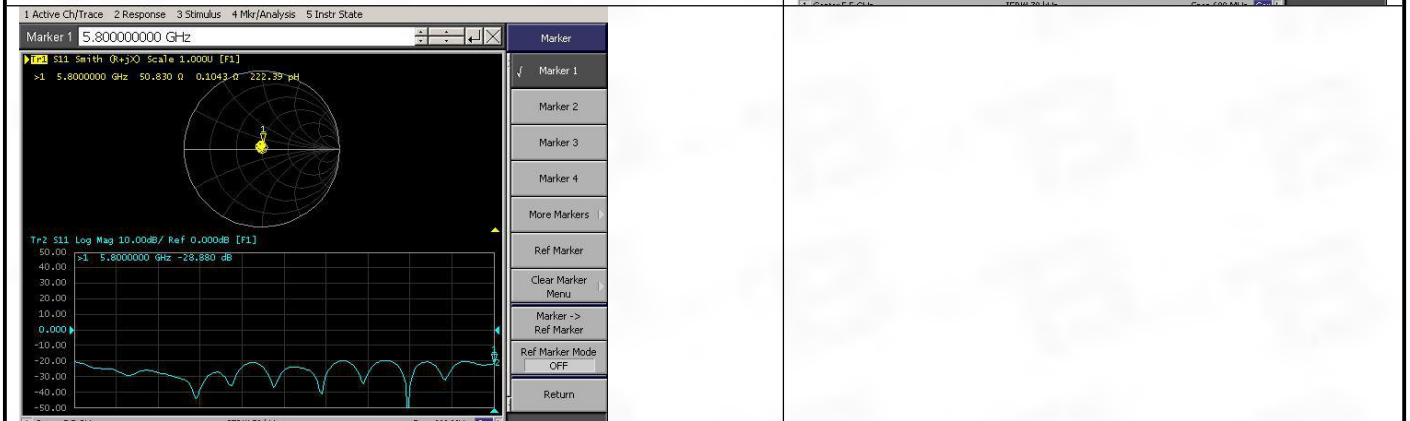 1 Active Ch/Trace 2 Response 3 Stimulus 4 Mkr/Analysis 5 Instr State
Marker 1 5.800000000 GHz
Tr1 S11 Smith (R+jX) Scale 1.000U [F1]
>1 5.8000000 GHz 50.830 Ω 0.1043 Ω 222.39 pH
1
Tr2 S11 Log Mag 10.00dB/ Ref 0.000dB [F1]
>1 5.8000000 GHz -28.880 dB
50.00
40.00
30.00
20.00
10.00
0.000
-10.00
-20.00
-30.00
-40.00
-50.00
1
2
Marker
√ Marker 1
Marker 2
Marker 3
Marker 4
More Markers
Ref Marker
Clear Marker
Menu
Marker ->
Ref Marker
Ref Marker Mode
OFF
Return